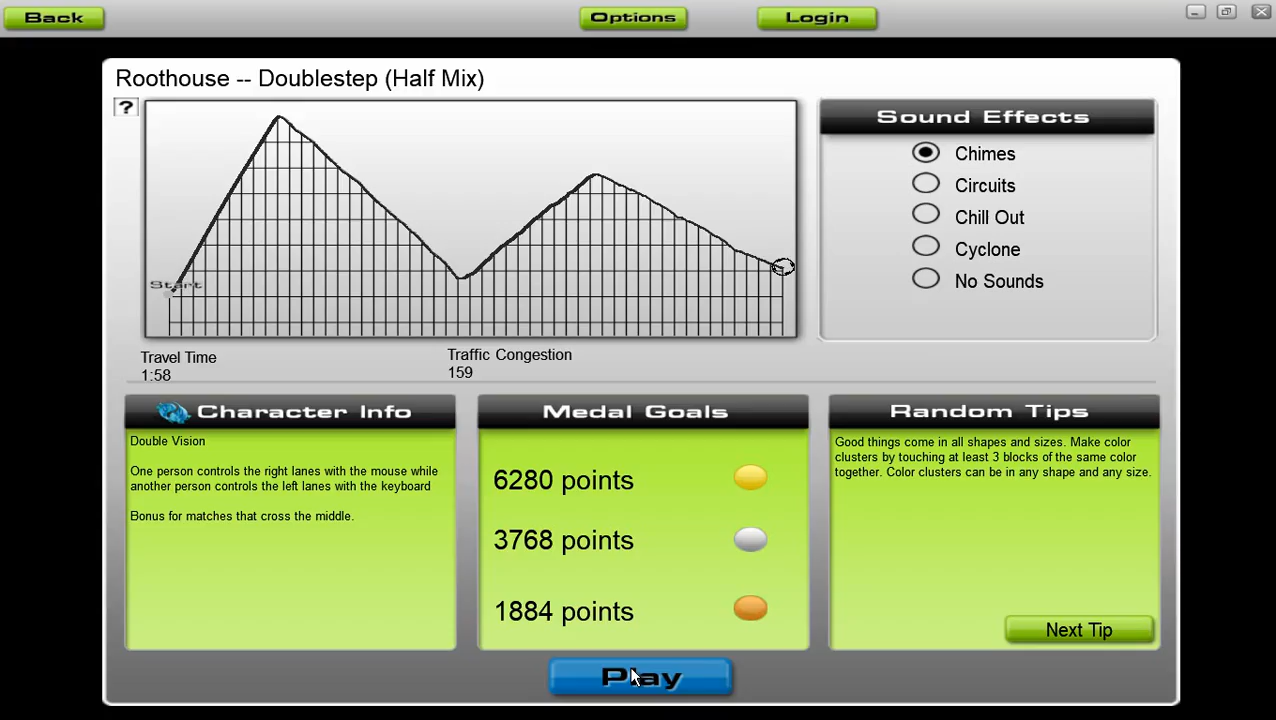 Back
Options
Login
Roothouse -- Doublestep (Half Mix)
?
Start
Travel Time
1:58
Traffic Congestion
159
Sound Effects
Chimes
Circuits
Chill Out
Cyclone
No Sounds
Character Info
Double Vision
One person controls the right lanes with the mouse while
another person controls the left lanes with the keyboard
Bonus for matches that cross the middle.
Medal Goals
6280 points
3768 points
1884 points
Random Tips
Good things come in all shapes and sizes. Make color
clusters by touching at least 3 blocks of the same color
together. Color clusters can be in any shape and any size.
Next Tip
Play